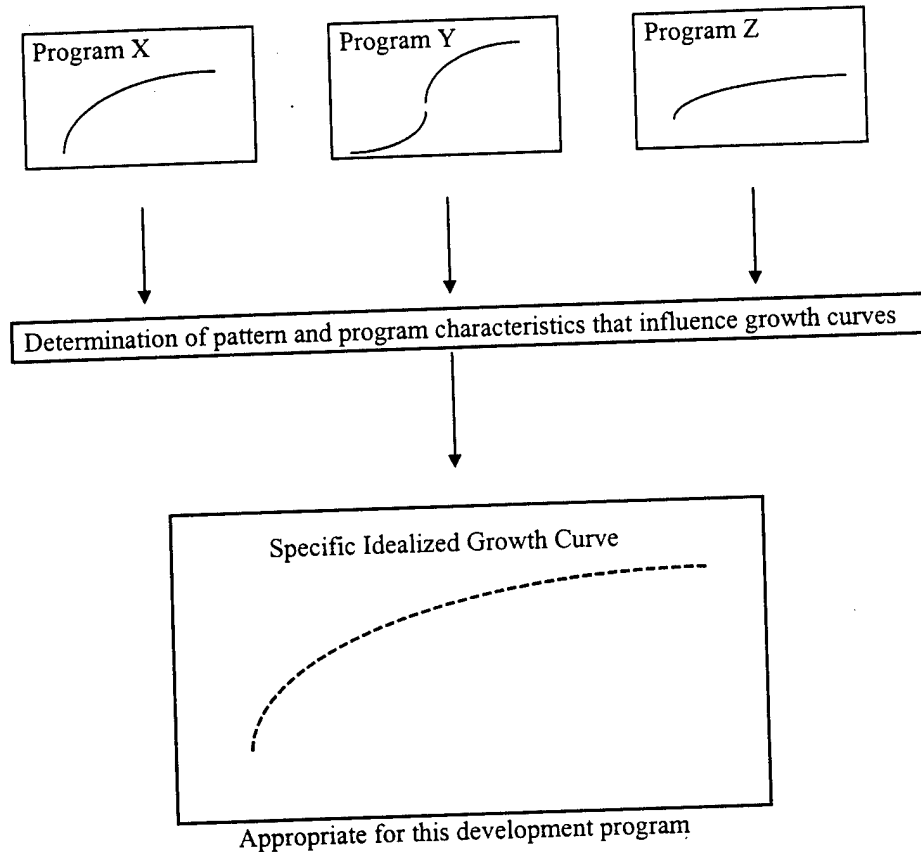 Program X
Program Y
Program Z
Determination of pattern and program characteristics that influence growth curves
Specific Idealized Growth Curve
Appropriate for this development program